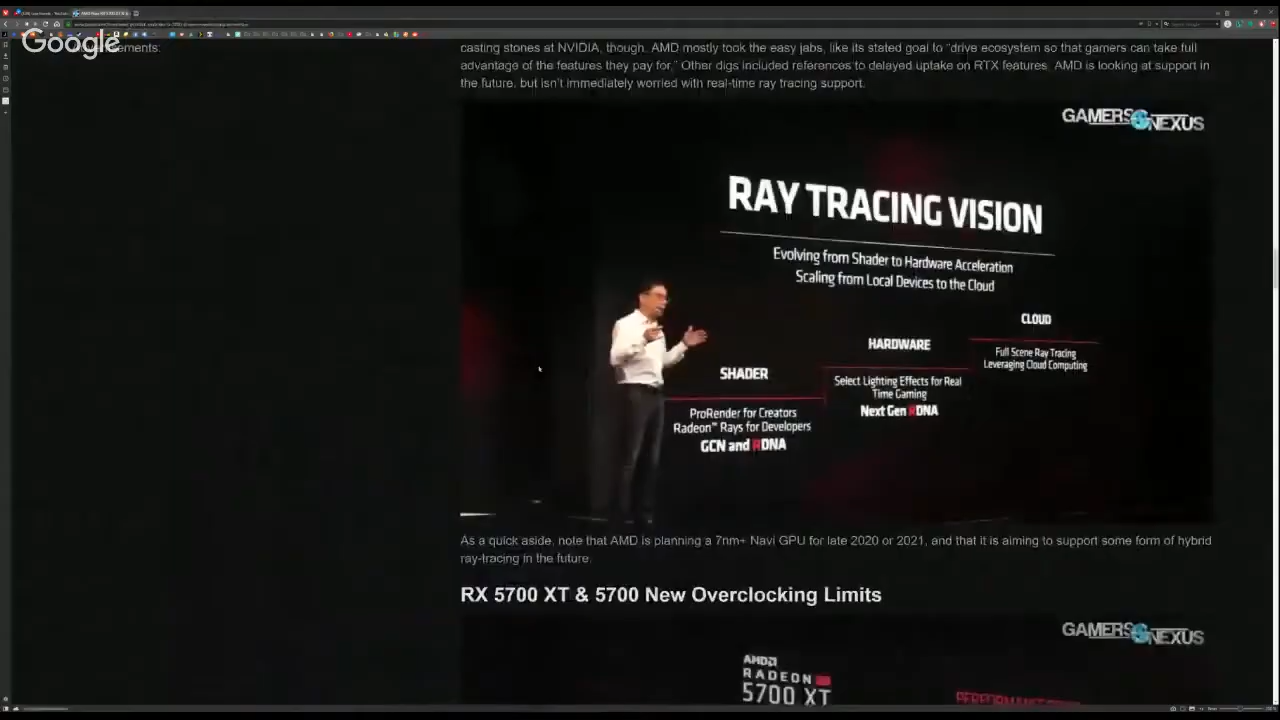 Google
ements:
casting stones at NVIDIA, though. AMD mostly took the easy jabs, like its stated goal to "drive ecosystem so that gamers can take full
advantage of the features they pay for." Other digs included references to delayed uptake on RTX features. AMD is looking at support in
the future, but isn't immediately worried with real-time ray tracing support.
GAMERS NEXUS
RAY TRACING VISION
Evolving from Shader to Hardware Acceleration
Scaling from Local Devices to the Cloud
CLOUD
Full Scene Ray Tracing
Leveraging Cloud Computing
HARDWARE
Select Lighting Effects for Real
Time Gaming
Next Gen RDNA
SHADER
ProRender for Creators
Radeon™ Rays for Developers
GCN and RDNA
As a quick aside, note that AMD is planning a 7nm+ Navi GPU for late 2020 or 2021, and that it is aiming to support some form of hybrid
ray-tracing in the future.
RX 5700 XT & 5700 New Overclocking Limits
GAMERS NEXUS
AMD
RADEON
5700 XT